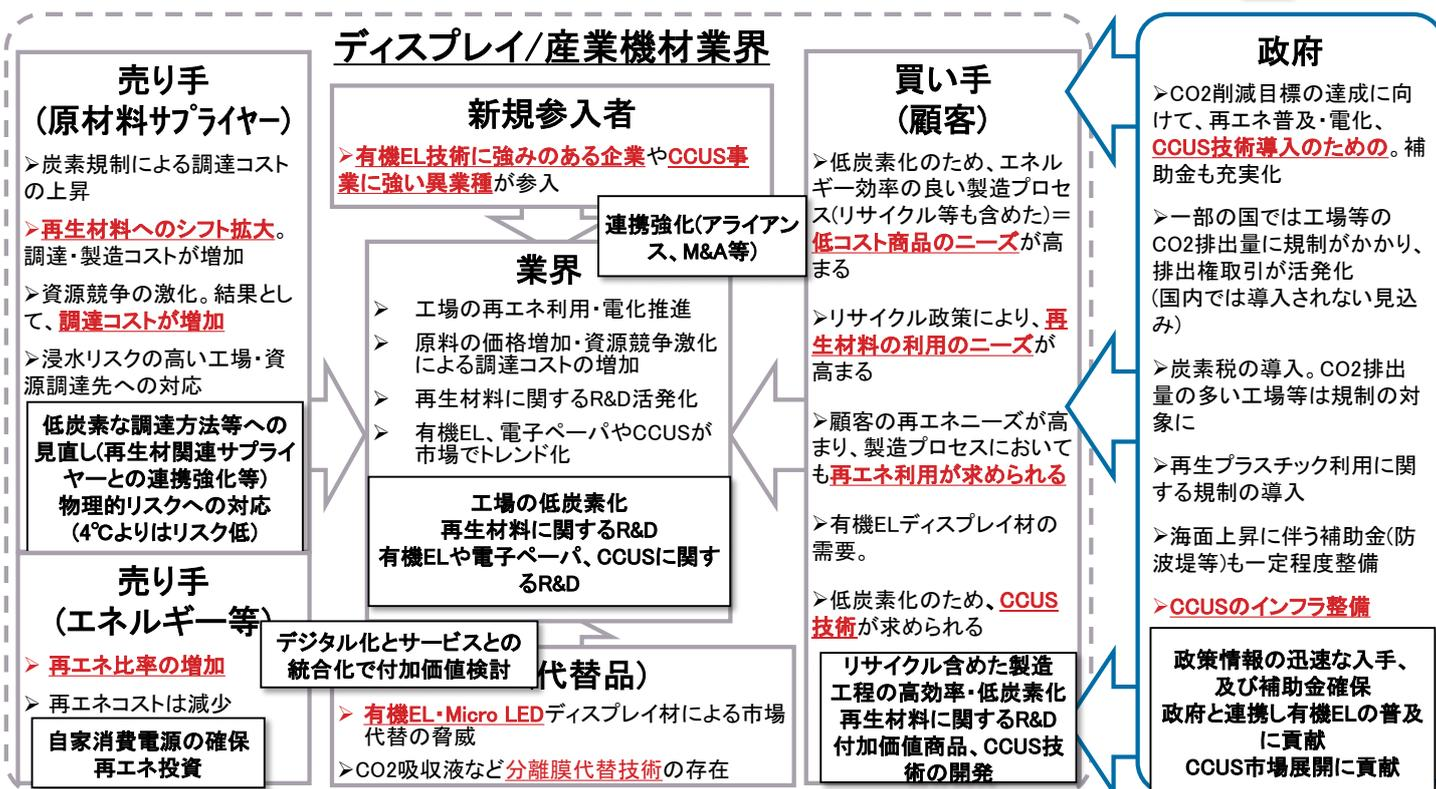 ディスプレイ/産業機材業界
売り手
(原材料サプライヤー)
➢炭素規制による調達コスト
の上昇
➢再生材料へのシフト拡大。
調達・製造コストが増加
➢資源競争の激化。結果とし
て、調達コストが増加
➢浸水リスクの高い工場・資
源調達先への対応
低炭素な調達方法等への
見直し(再生材関連サプライ
ヤーとの連携強化等)
物理的リスクへの対応
(4℃よりはリスク低)
売り手
(エネルギー等)
➢ 再エネ比率の増加
➢ 再エネコストは減少
自家消費電源の確保
再エネ投資
新規参入者
➢有機EL技術に強みのある企業やCCUS事
業に強い異業種が参入
連携強化(アライアン
ス、M&A等)
業界
➢ 工場の再エネ利用・電化推進
➢ 原料の価格増加・資源競争激化
による調達コストの増加
➢ 再生材料に関するR&D活発化
➢ 有機EL、電子ペーパやCCUSが
市場でトレンド化
工場の低炭素化
再生材料に関するR&D
有機ELや電子ペーパ、CCUSに関す
るR&D
デジタル化とサービスとの
統合化で付加価値検討
代替品)
➢ 有機EL・Micro LEDディスプレイ材による市場
代替の脅威
➢CO2吸収液など分離膜代替技術の存在
買い手
(顧客)
➢低炭素化のため、エネル
ギー効率の良い製造プロセ
ス(リサイクル等も含めた)＝
低コスト商品のニーズが高
まる
➢リサイクル政策により、再
生材料の利用のニーズが
高まる
➢顧客の再エネニーズが高
まり、製造プロセスにおいて
も再エネ利用が求められる
➢有機ELディスプレイ材の
需要。
➢低炭素化のため、CCUS
技術が求められる
リサイクル含めた製造
工程の高効率・低炭素化
再生材料に関するR&D
付加価値商品、CCUS技
術の開発
政府
➢CO2削減目標の達成に向
けて、再エネ普及・電化、
CCUS技術導入のための。補
助金も充実化
➢一部の国では工場等の
CO2排出量に規制がかかり、
排出権取引が活発化
(国内では導入されない見込
み)
➢炭素税の導入。CO2排出
量の多い工場等は規制の対
象に
➢再生プラスチック利用に関
する規制の導入
➢海面上昇に伴う補助金(防
波堤等)も一定程度整備
➢CCUSのインフラ整備
政策情報の迅速な入手、
及び補助金確保
政府と連携し有機ELの普及
に貢献
CCUS市場展開に貢献